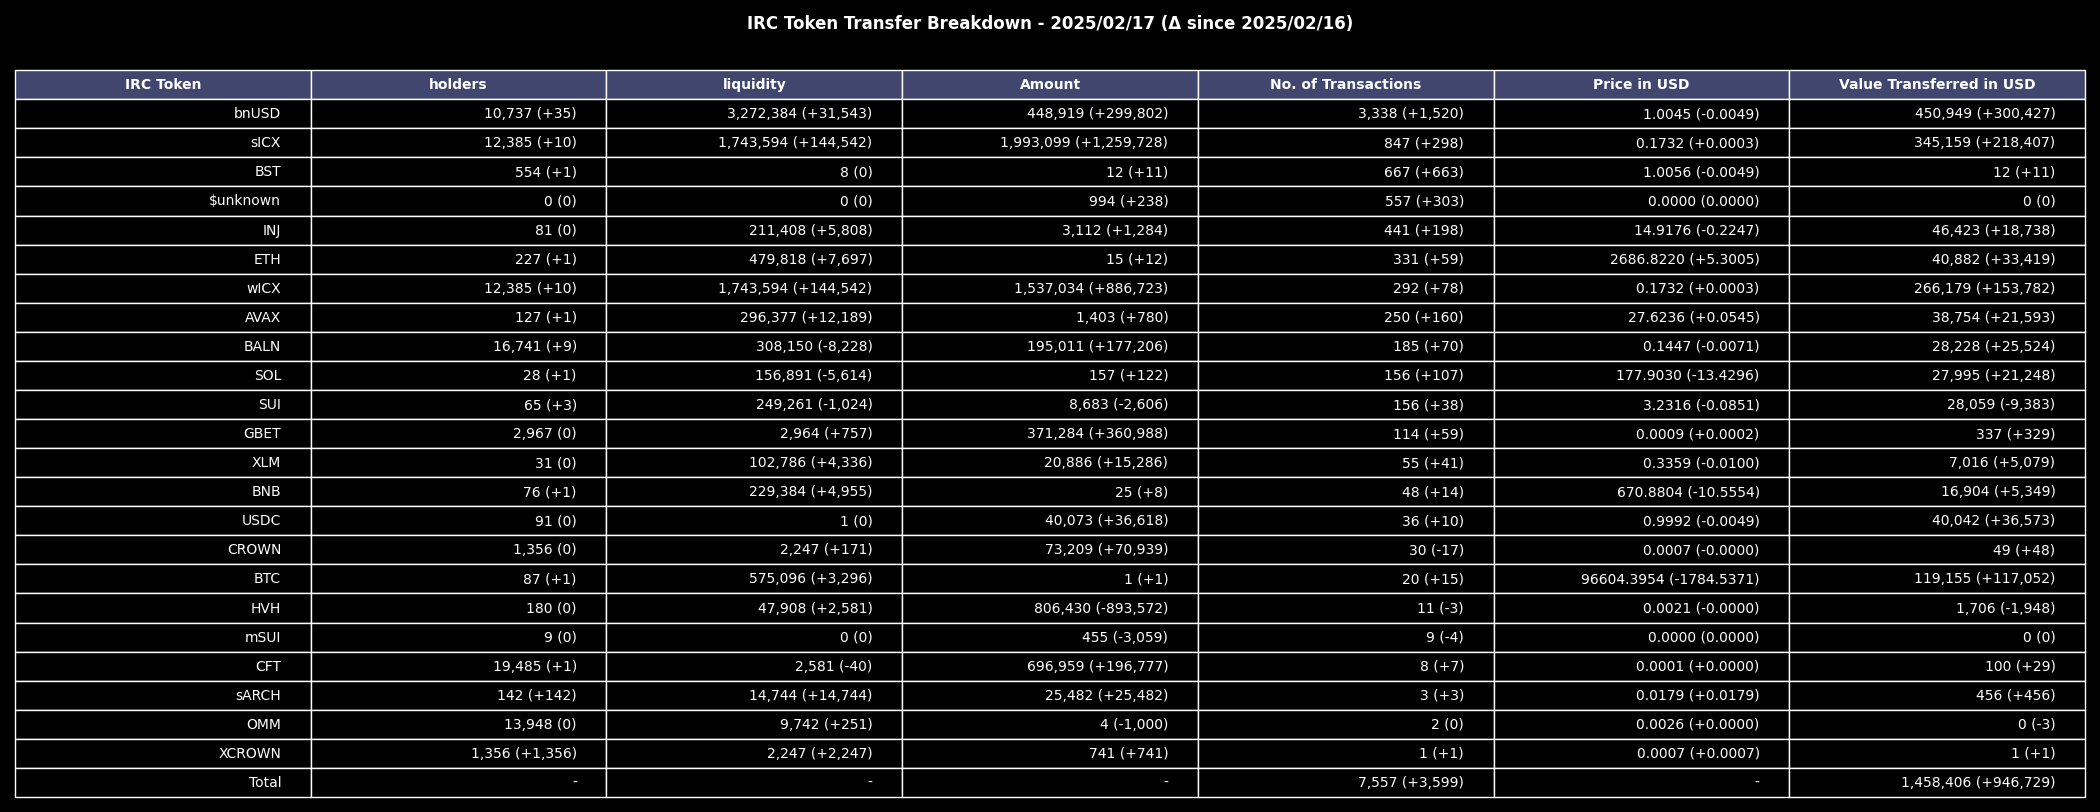 IRC Token Transfer Breakdown - 2025/02/17 (Δ since 2025/02/16)
IRC Token holders liquidity Amount No. of Transactions Price in USD Value Transferred in USD
bnUSD 10,737 (+35) 3,272,384 (+31,543) 448,919 (+299,802) 3,338 (+1,520) 1.0045 (-0.0049) 450,949 (+300,427)
sICX 12,385 (+10) 1,743,594 (+144,542) 1,993,099 (+1,259,728) 847 (+298) 0.1732 (+0.0003) 345,159 (+218,407)
BST 554 (+1) 8 (0) 12 (+11) 667 (+663) 1.0056 (-0.0049) 12 (+11)
$unknown 0 (0) 0 (0) 994 (+238) 557 (+303) 0.0000 (0.0000) 0 (0)
INJ 81 (0) 211,408 (+5,808) 3,112 (+1,284) 441 (+198) 14.9176 (-0.2247) 46,423 (+18,738)
ETH 227 (+1) 479,818 (+7,697) 15 (+12) 331 (+59) 2686.8220 (+5.3005) 40,882 (+33,419)
wICX 12,385 (+10) 1,743,594 (+144,542) 1,537,034 (+886,723) 292 (+78) 0.1732 (+0.0003) 266,179 (+153,782)
AVAX 127 (+1) 296,377 (+12,189) 1,403 (+780) 250 (+160) 27.6236 (+0.0545) 38,754 (+21,593)
BALN 16,741 (+9) 308,150 (-8,228) 195,011 (+177,206) 185 (+70) 0.1447 (-0.0071) 28,228 (+25,524)
SOL 28 (+1) 156,891 (-5,614) 157 (+122) 156 (+107) 177.9030 (-13.4296) 27,995 (+21,248)
SUI 65 (+3) 249,261 (-1,024) 8,683 (-2,606) 156 (+38) 3.2316 (-0.0851) 28,059 (-9,383)
GBET 2,967 (0) 2,964 (+757) 371,284 (+360,988) 114 (+59) 0.0009 (+0.0002) 337 (+329)
XLM 31 (0) 102,786 (+4,336) 20,886 (+15,286) 55 (+41) 0.3359 (-0.0100) 7,016 (+5,079)
BNB 76 (+1) 229,384 (+4,955) 25 (+8) 48 (+14) 670.8804 (-10.5554) 16,904 (+5,349)
USDC 91 (0) 1 (0) 40,073 (+36,618) 36 (+10) 0.9992 (-0.0049) 40,042 (+36,573)
CROWN 1,356 (0) 2,247 (+171) 73,209 (+70,939) 30 (-17) 0.0007 (-0.0000) 49 (+48)
BTC 87 (+1) 575,096 (+3,296) 1 (+1) 20 (+15) 96604.3954 (-1784.5371) 119,155 (+117,052)
HVH 180 (0) 47,908 (+2,581) 806,430 (-893,572) 11 (-3) 0.0021 (-0.0000) 1,706 (-1,948)
mSUI 9 (0) 0 (0) 455 (-3,059) 9 (-4) 0.0000 (0.0000) 0 (0)
CFT 19,485 (+1) 2,581 (-40) 696,959 (+196,777) 8 (+7) 0.0001 (+0.0000) 100 (+29)
sARCH 142 (+142) 14,744 (+14,744) 25,482 (+25,482) 3 (+3) 0.0179 (+0.0179) 456 (+456)
OMM 13,948 (0) 9,742 (+251) 4 (-1,000) 2 (0) 0.0026 (+0.0000) 0 (-3)
XCROWN 1,356 (+1,356) 2,247 (+2,247) 741 (+741) 1 (+1) 0.0007 (+0.0007) 1 (+1)
Total - - - 7,557 (+3,599) - 1,458,406 (+946,729)